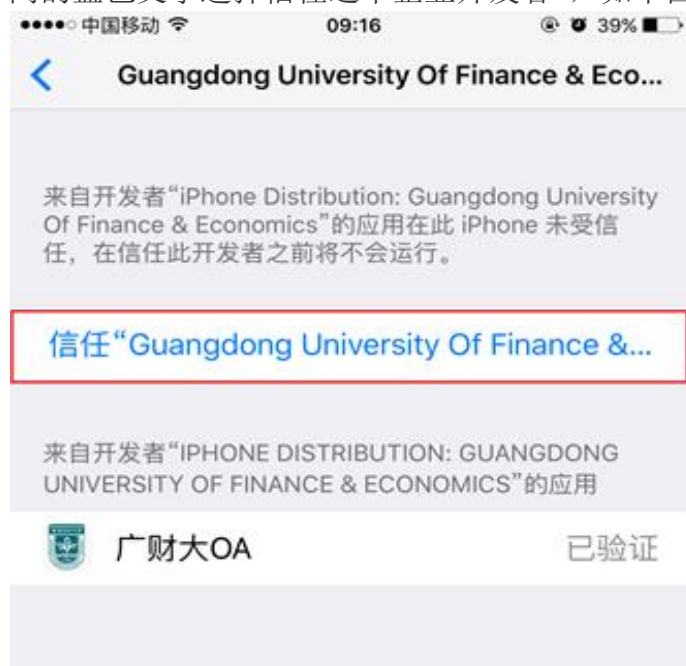 中国移动 09:16 39%
Guangdong University Of Finance & Eco...
来自开发者“iPhone Distribution: Guangdong University
Of Finance & Economics”的应用在此 iPhone 未受信
任，在信任此开发者之前将不会运行。
信任“Guangdong University Of Finance &...
来自开发者“IPHONE DISTRIBUTION: GUANGDONG
UNIVERSITY OF FINANCE & ECONOMICS”的应用
广财大OA 已验证